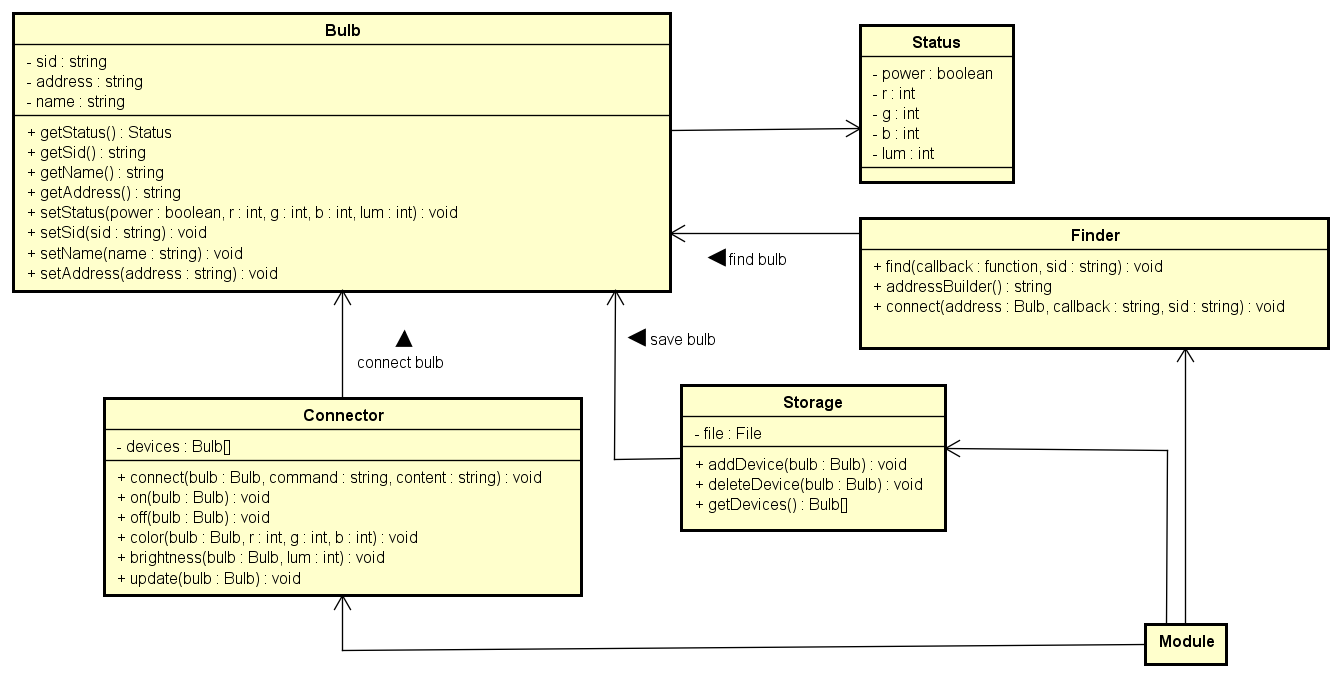 Bulb
- sid : string
- address : string
- name : string
+ getStatus() : Status
+ getSid() : string
+ getName() : string
+ getAddress() : string
+ setStatus(power : boolean, r : int, g : int, b : int, lum : int) : void
+ setSid(sid : string) : void
+ setName(name : string) : void
+ setAddress(address : string) : void
Status
- power : boolean
- r : int
- g : int
- b : int
- lum : int
Finder
+ find(callback : function, sid : string) : void
+ addressBuilder() : string
+ connect(address : Bulb, callback : string, sid : string) : void
find bulb
save bulb
connect bulb
Connector
- devices : Bulb[]
+ connect(bulb : Bulb, command : string, content : string) : void
+ on(bulb : Bulb) : void
+ off(bulb : Bulb) : void
+ color(bulb : Bulb, r : int, g : int, b : int) : void
+ brightness(bulb : Bulb, lum : int) : void
+ update(bulb : Bulb) : void
Storage
- file : File
+ addDevice(bulb : Bulb) : void
+ deleteDevice(bulb : Bulb) : void
+ getDevices() : Bulb[]
Module